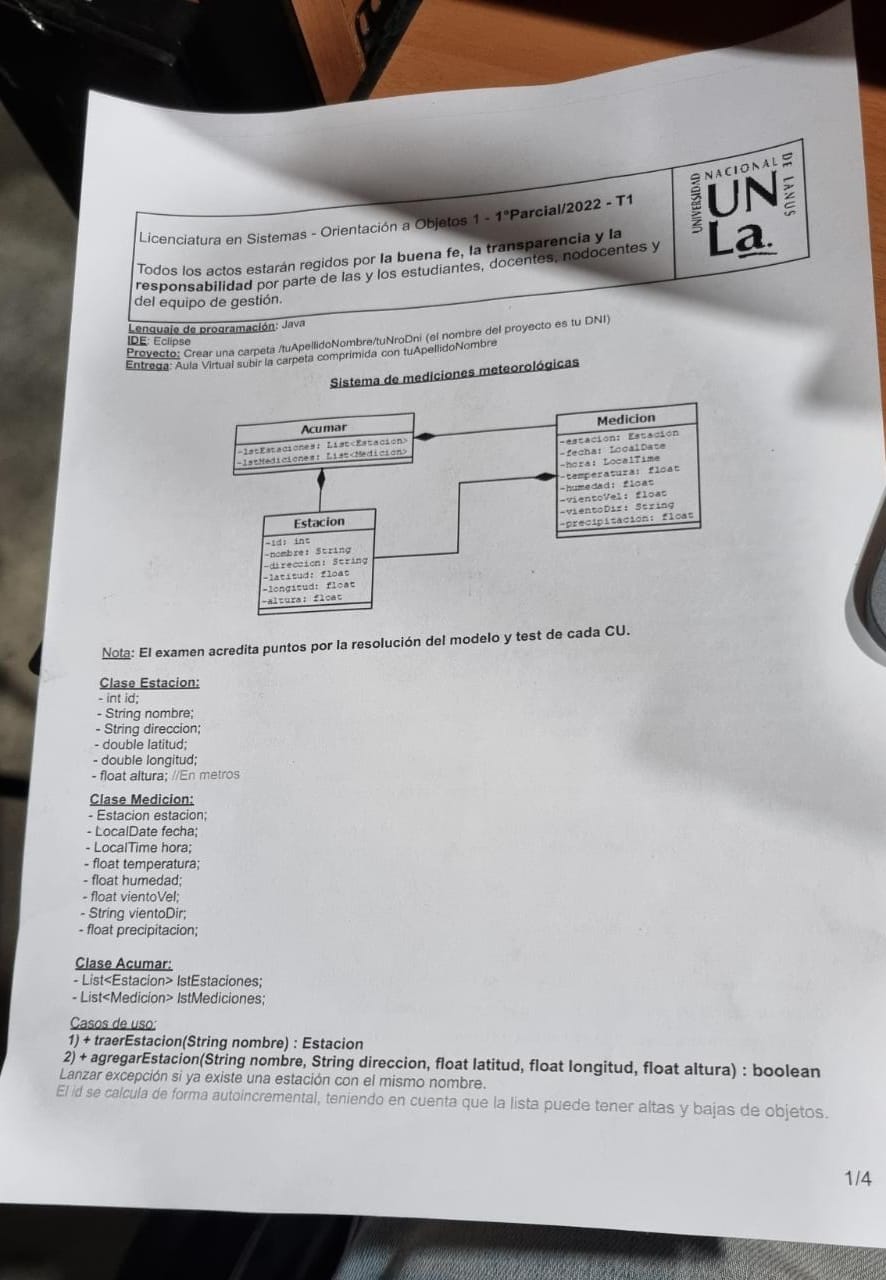 Licenciatura en Sistemas - Orientación a Objetos 1 - 1°Parcial/2022 - T1
Todos los actos estarán regidos por la buena fe, la transparencia y la
responsabilidad por parte de las y los estudiantes, docentes, nodocentes y
del equipo de gestión.
UNIVERSIDAD NACIONAL DE LANUS
UN
La.
Lenguaje de programación: Java
IDE: Eclipse
Proyecto: Crear una carpeta /tuApellidoNombre/tuNroDni (el nombre del proyecto es tu DNI)
Entrega: Aula Virtual subir la carpeta comprimida con tuApellidoNombre
Sistema de mediciones meteorológicas
Acumar
-lstEstaciones: List<Estacion>
-lstMediciones: List<Medicion>
Medicion
-estacion: Estacion
-fecha: LocalDate
-hora: LocalTime
-temperatura: float
-humedad: float
-vientoVel: float
-vientoDir: String
-precipitacion: float
Estacion
-id: int
-nombre: String
-direccion: String
-latitud: float
-longitud: float
-altura: float
Nota: El examen acredita puntos por la resolución del modelo y test de cada CU.
Clase Estacion:
- int id;
- String nombre;
- String direccion;
- double latitud;
- double longitud;
- float altura; //En metros
Clase Medicion:
- Estacion estacion;
- LocalDate fecha;
- LocalTime hora;
- float temperatura;
- float humedad;
- float vientoVel;
- String vientoDir;
- float precipitacion;
Clase Acumar:
- List<Estacion> lstEstaciones;
- List<Medicion> lstMediciones;
Casos de uso:
1) + traerEstacion(String nombre) : Estacion
2) + agregarEstacion(String nombre, String direccion, float latitud, float longitud, float altura) : boolean
Lanzar excepción si ya existe una estación con el mismo nombre.
El id se calcula de forma autoincremental, teniendo en cuenta que la lista puede tener altas y bajas de objetos.
1/4